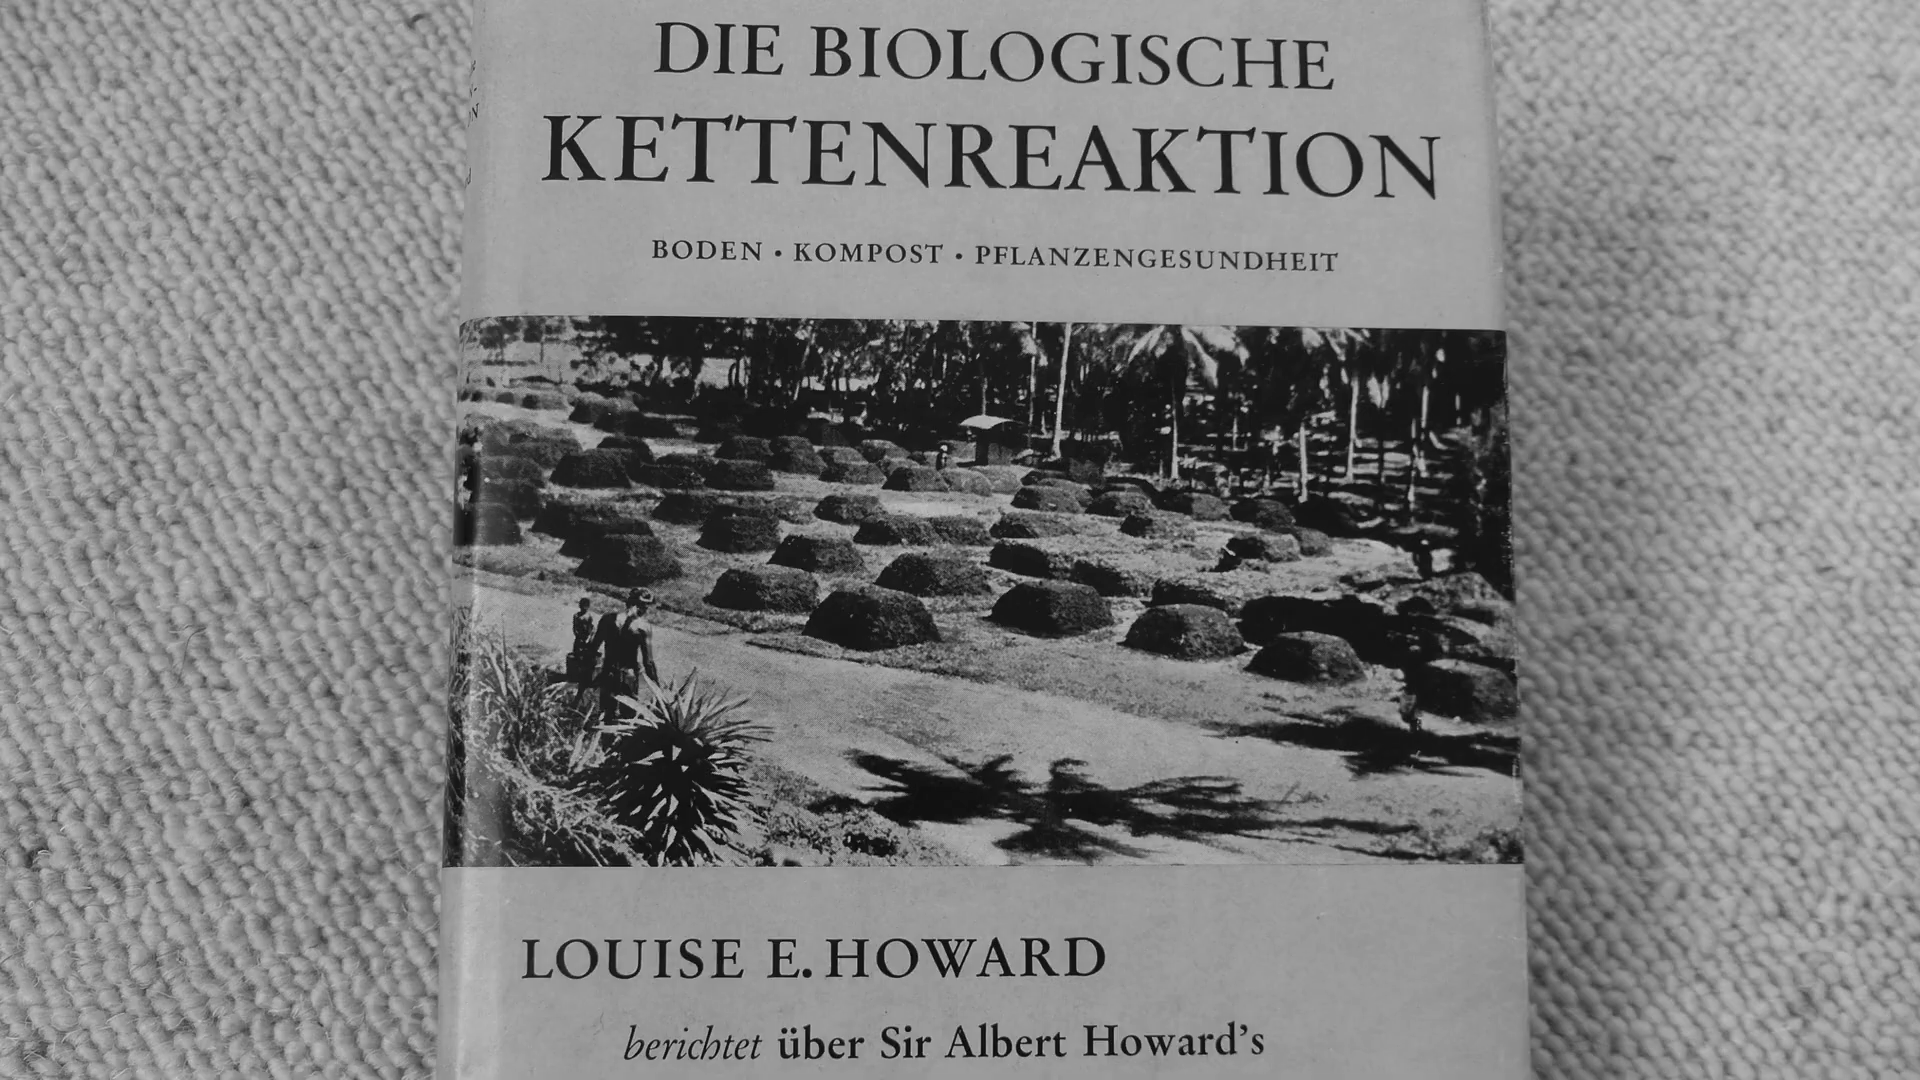 DIE BIOLOGISCHE
KETTENREAKTION
BODEN • KOMPOST • PFLANZENGESUNDHEIT
LOUISE E. HOWARD
berichtet über Sir Albert Howard's